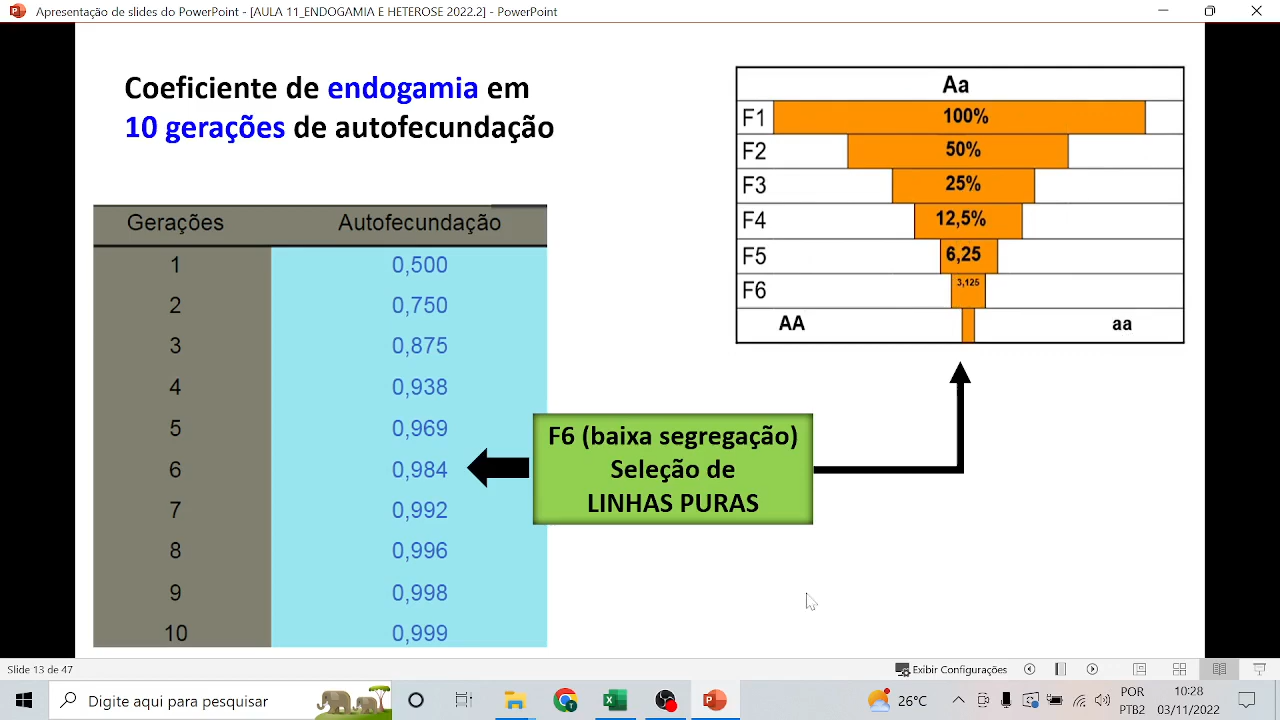 Apresentação de slides do PowerPoint - [AULA 11_ENDOGAMIA E HETEROSE 2022.2] - PowerPoint
Coeficiente de endogamia em
10 gerações de autofecundação
Gerações Autofecundação
1 0,500
2 0,750
3 0,875
4 0,938
5 0,969
6 0,984
7 0,992
8 0,996
9 0,998
10 0,999
Aa
F1 100%
F2 50%
F3 25%
F4 12,5%
F5 6,25
F6 3,125
AA aa
F6 (baixa segregação)
Seleção de
LINHAS PURAS
Slide 13 de 47
Exibir Configurações
Digite aqui para pesquisar
26°C
POR
PTB2
10:28
03/11/2022